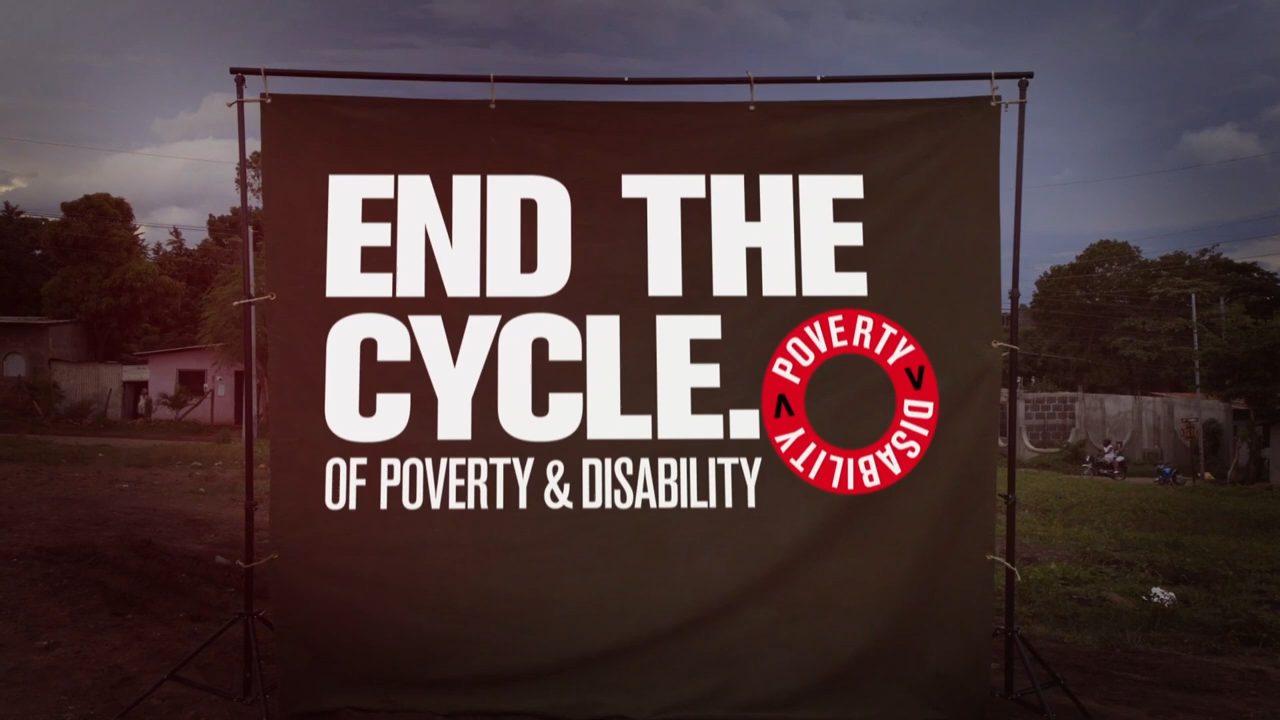 END THE
CYCLE.
OF POVERTY & DISABILITY
POVERTY > DISABILITY >